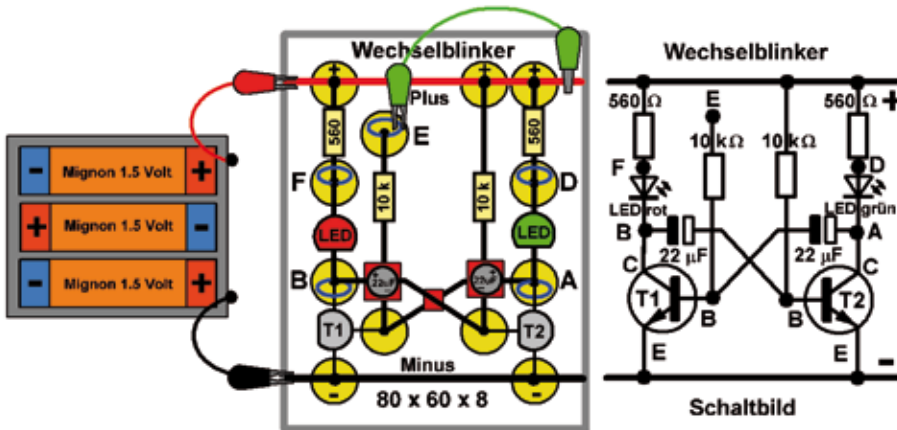 Wechselblinker
+ + +
Plus
E
560
560
F
D
10 k
10 k
LED
LED
B
A
+ 22uF -
+ 22uF -
T1
T2
Minus
- -
80 x 60 x 8
- Mignon 1.5 Volt +
+ Mignon 1.5 Volt -
- Mignon 1.5 Volt +
Wechselblinker
560 Ω
E
560 Ω +
10 kΩ
10 kΩ
F
D
LED rot
LED grün
B
A
22 µF
22 µF
C
C
T1
T2
B
B
E
E
-
Schaltbild